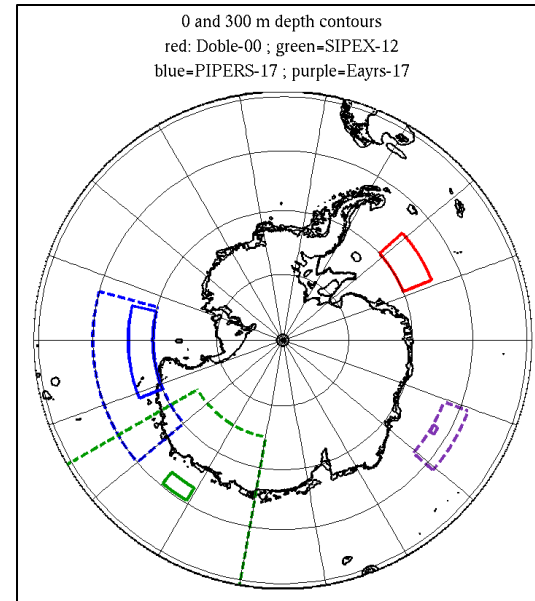 0 and 300 m depth contours
red: Doble-00 ; green=SIPEX-12
blue=PIPERS-17 ; purple=Eayrs-17